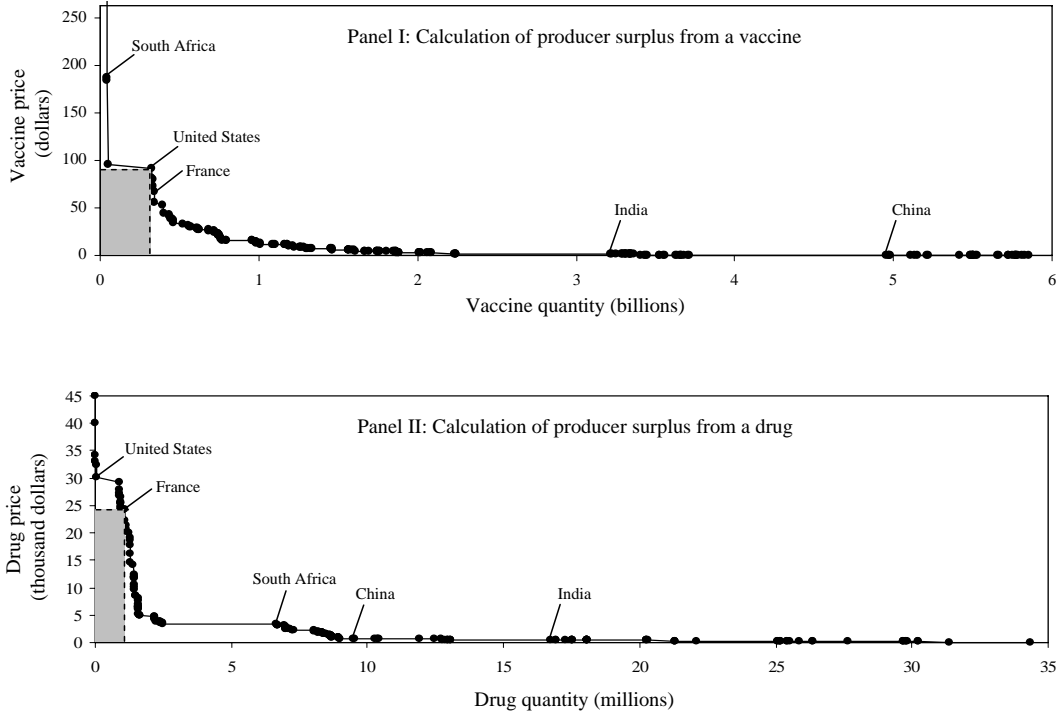 Panel I: Calculation of producer surplus from a vaccine
Vaccine price
(dollars)
250
200
150
100
50
0
South Africa
United States
France
India
China
0 1 2 3 4 5 6
Vaccine quantity (billions)
Panel II: Calculation of producer surplus from a drug
Drug price
(thousand dollars)
45
40
35
30
25
20
15
10
5
0
United States
France
South Africa
China
India
0 5 10 15 20 25 30 35
Drug quantity (millions)